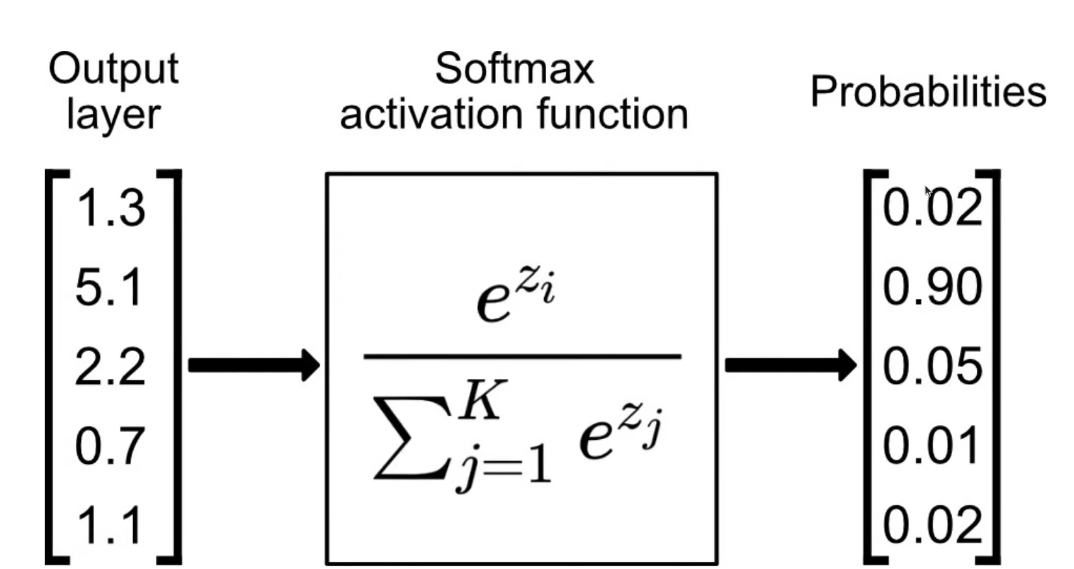 Output
layer
Softmax
activation function
Probabilities
1.3
5.1
2.2
0.7
1.1
e^{z_i}
∑_{j=1}^{K} e^{z_j}
0.02
0.90
0.05
0.01
0.02